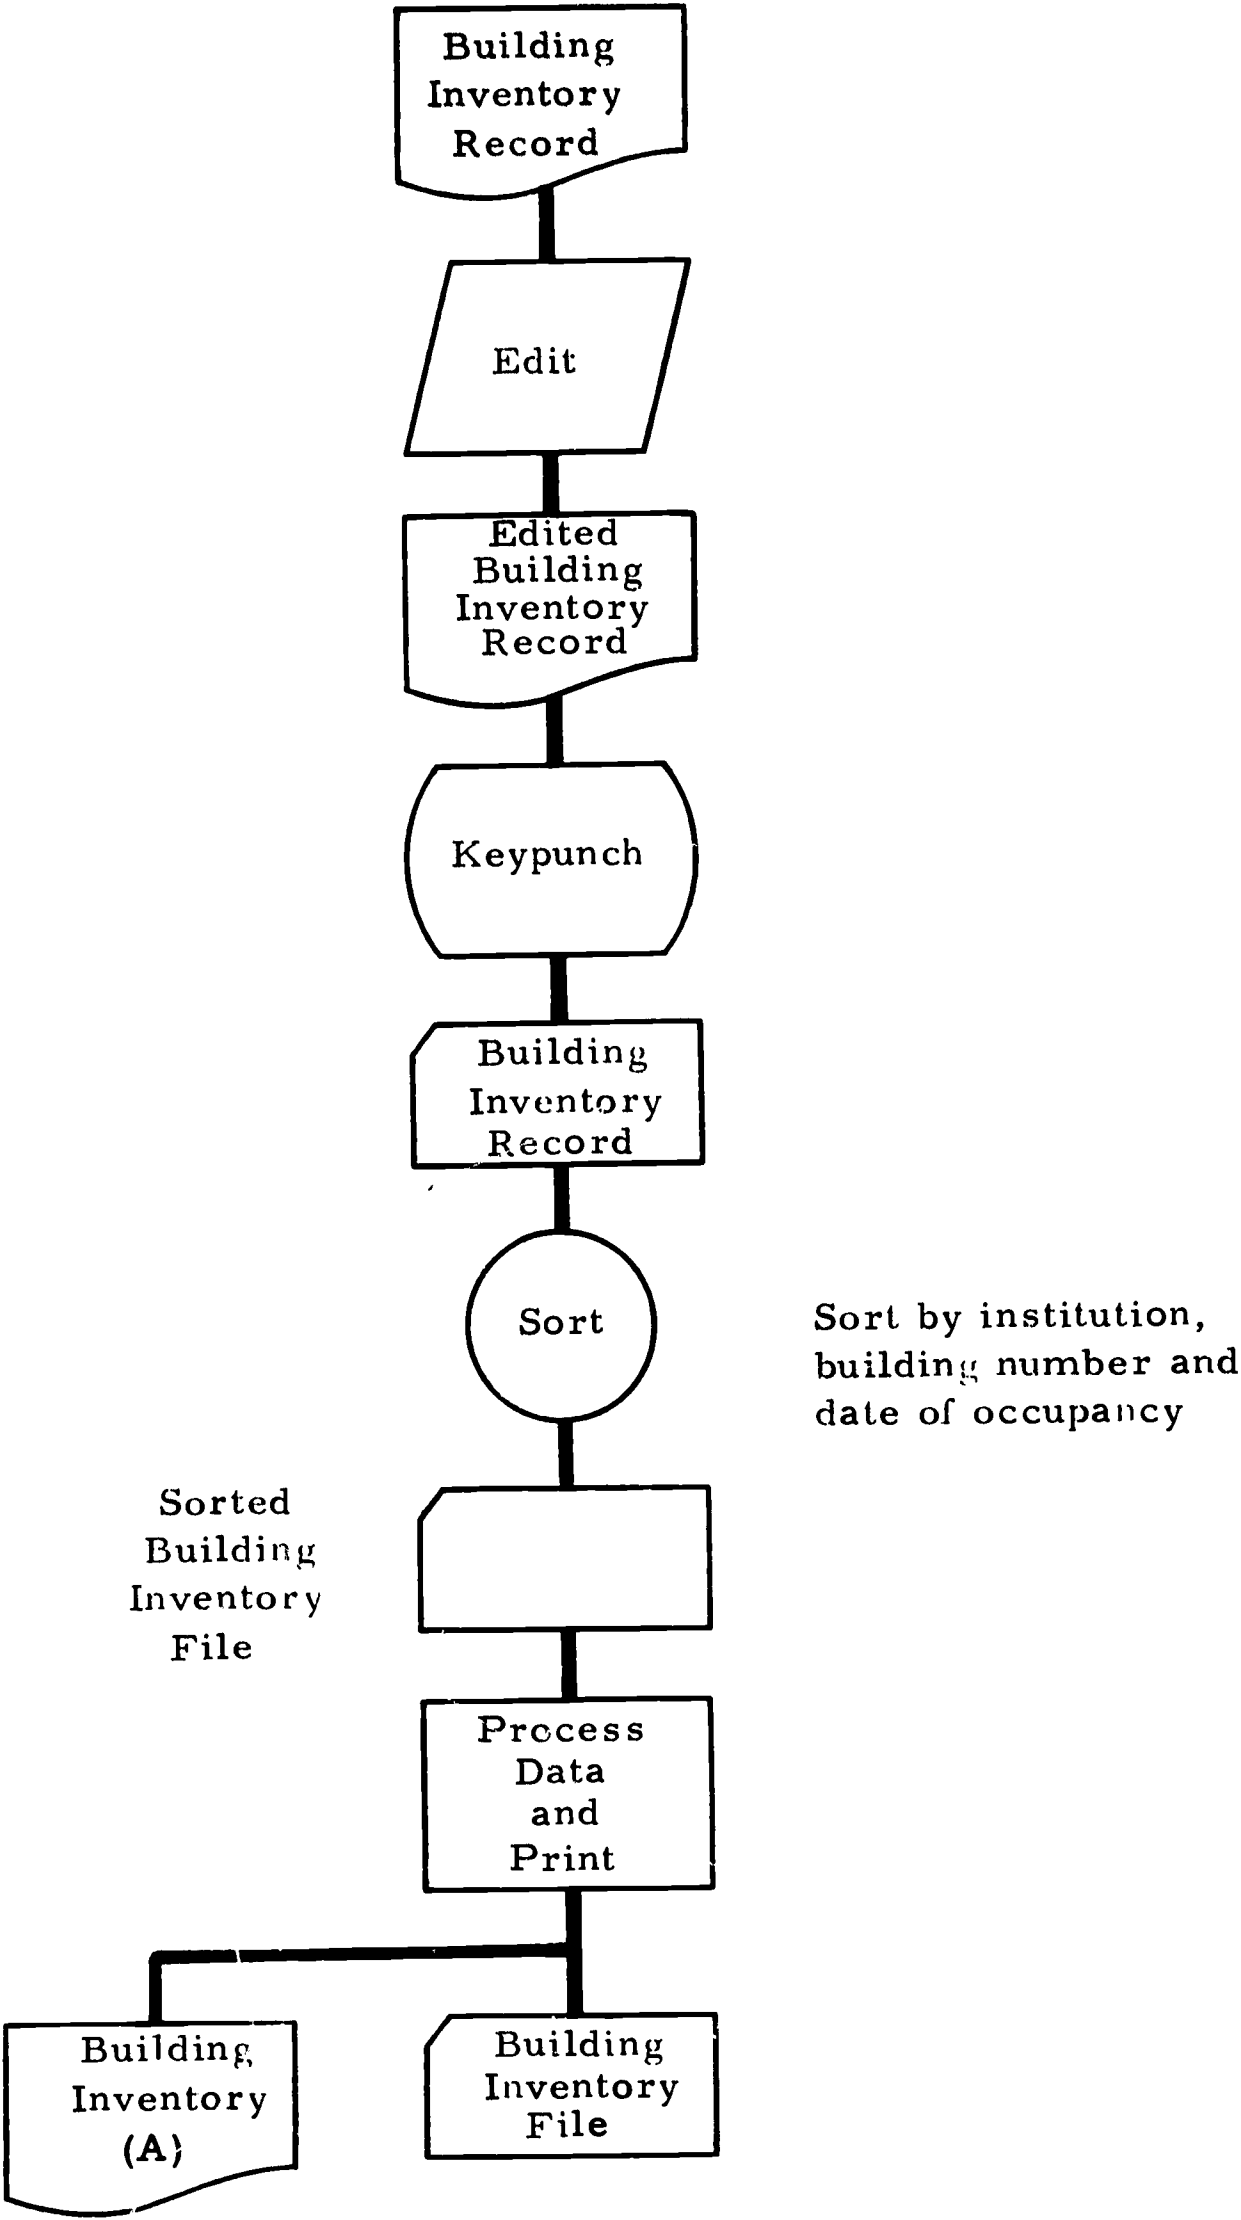 Building
Inventory
Record
Edit
Edited
Building
Inventory
Record
Keypunch
Building
Inventory
Record
Sort
Sort by institution,
building number and
date of occupancy
Sorted
Building
Inventory
File
Process
Data
and
Print
Building
Inventory
(A)
Building
Inventory
File